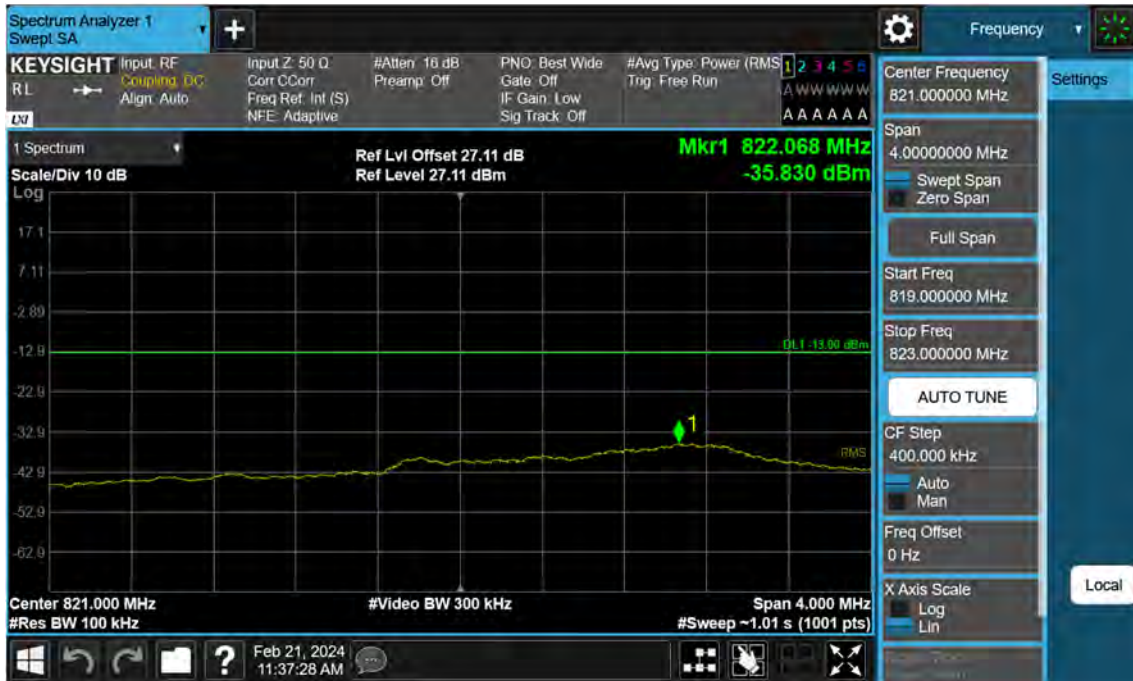 Spectrum Analyzer 1
Swept SA
Frequency
KEYSIGHT
RL
LXI
Input: RF
Coupling: DC
Align: Auto
Input Z: 50 Ω
Corr CCorr
Freq Ref: Int (S)
NFE: Adaptive
#Atten: 16 dB
Preamp: Off
PNO: Best Wide
Gate: Off
IF Gain: Low
Sig Track: Off
#Avg Type: Power (RMS
Trig: Free Run
1 2 3 4 5 6
A W W W W W
A A A A A A
1 Spectrum
Scale/Div 10 dB
Log
Ref Lvl Offset 27.11 dB
Ref Level 27.11 dBm
Mkr1 822.068 MHz
-35.830 dBm
17.1
7.11
-2.89
-12.9
DL1 -13.00 dBm
-22.9
-32.9
1
RMS
-42.9
-52.9
-62.9
Center 821.000 MHz
#Video BW 300 kHz
Span 4.000 MHz
#Res BW 100 kHz
#Sweep ~1.01 s (1001 pts)
Center Frequency
821.000000 MHz
Settings
Span
4.00000000 MHz
Swept Span
Zero Span
Full Span
Start Freq
819.000000 MHz
Stop Freq
823.000000 MHz
AUTO TUNE
CF Step
400.000 kHz
Auto
Man
Freq Offset
0 Hz
X Axis Scale
Log
Lin
Local
Feb 21, 2024
11:37:28 AM